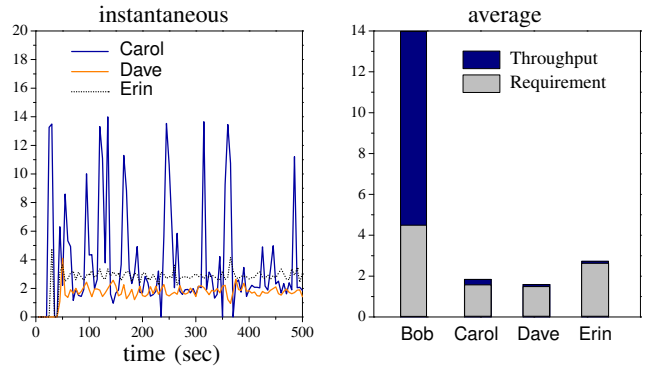 instantaneous
20
18
16
14
12
10
8
6
4
2
0
Carol
Dave
Erin
0 100 200 300 400 500
time (sec)
average
14
12
10
8
6
4
2
0
Throughput
Requirement
Bob Carol Dave Erin